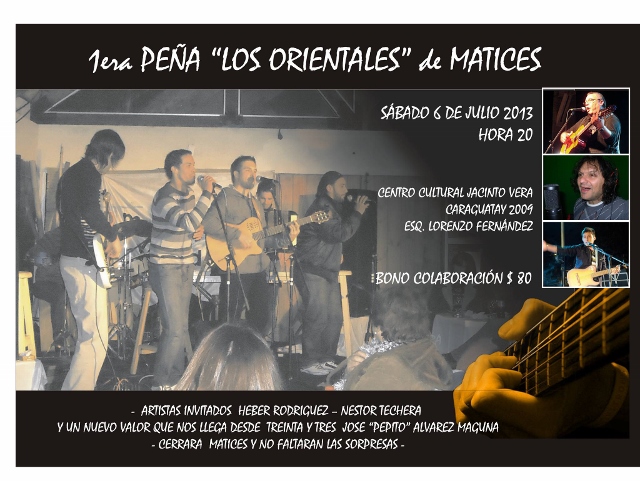 1era PEÑA “LOS ORIENTALES” de MATICES
SÁBADO 6 DE JULIO 2013
HORA 20
CENTRO CULTURAL JACINTO VERA
CARAGUATAY 2009
ESQ. LORENZO FERNÁNDEZ
BONO COLABORACIÓN $ 80
- ARTISTAS INVITADOS HEBER RODRIGUEZ – NESTOR TECHERA
Y UN NUEVO VALOR QUE NOS LLEGA DESDE TREINTA Y TRES JOSE “PEPITO” ALVAREZ MAGUNA
- CERRARA MATICES Y NO FALTARAN LAS SORPRESAS -